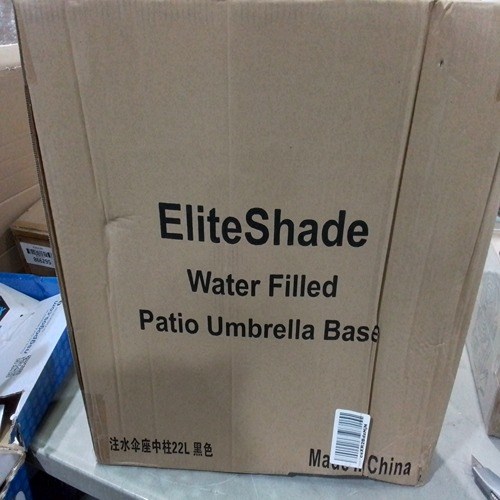 EliteShade
Water Filled
Patio Umbrella Base
注水伞座中柱22L 黑色
Made in China